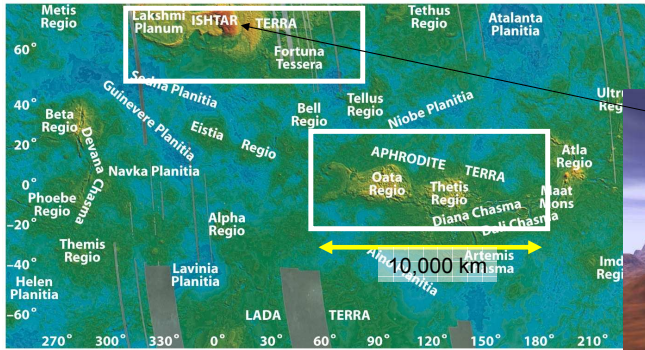 Metis
Regio
Lakshmi
Planum
ISHTAR TERRA
Tethus
Regio
Atalanta
Planitia
60°
Fortuna
Tessera
Sedna Planitia
40°
Guinevere Planitia
Bell
Regio
Tellus
Regio
Niobe Planitia
Beta
Regio
Eistla Regio
20°
Devana Chasma
APHRODITE TERRA
Atla
Regio
Navka Planitia
0°
Oata
Regio
Thetis
Regio
Maat
Mons
Phoebe
Regio
Diana Chasma
-20°
Alpha
Regio
Dali Chasma
Themis
Regio
Artemis
-40°
Lavinia
Planitia
10,000 km
Helen
Planitia
-60°
LADA TERRA
270° 300° 330° 0° 30° 60° 90° 120° 150° 180° 210°